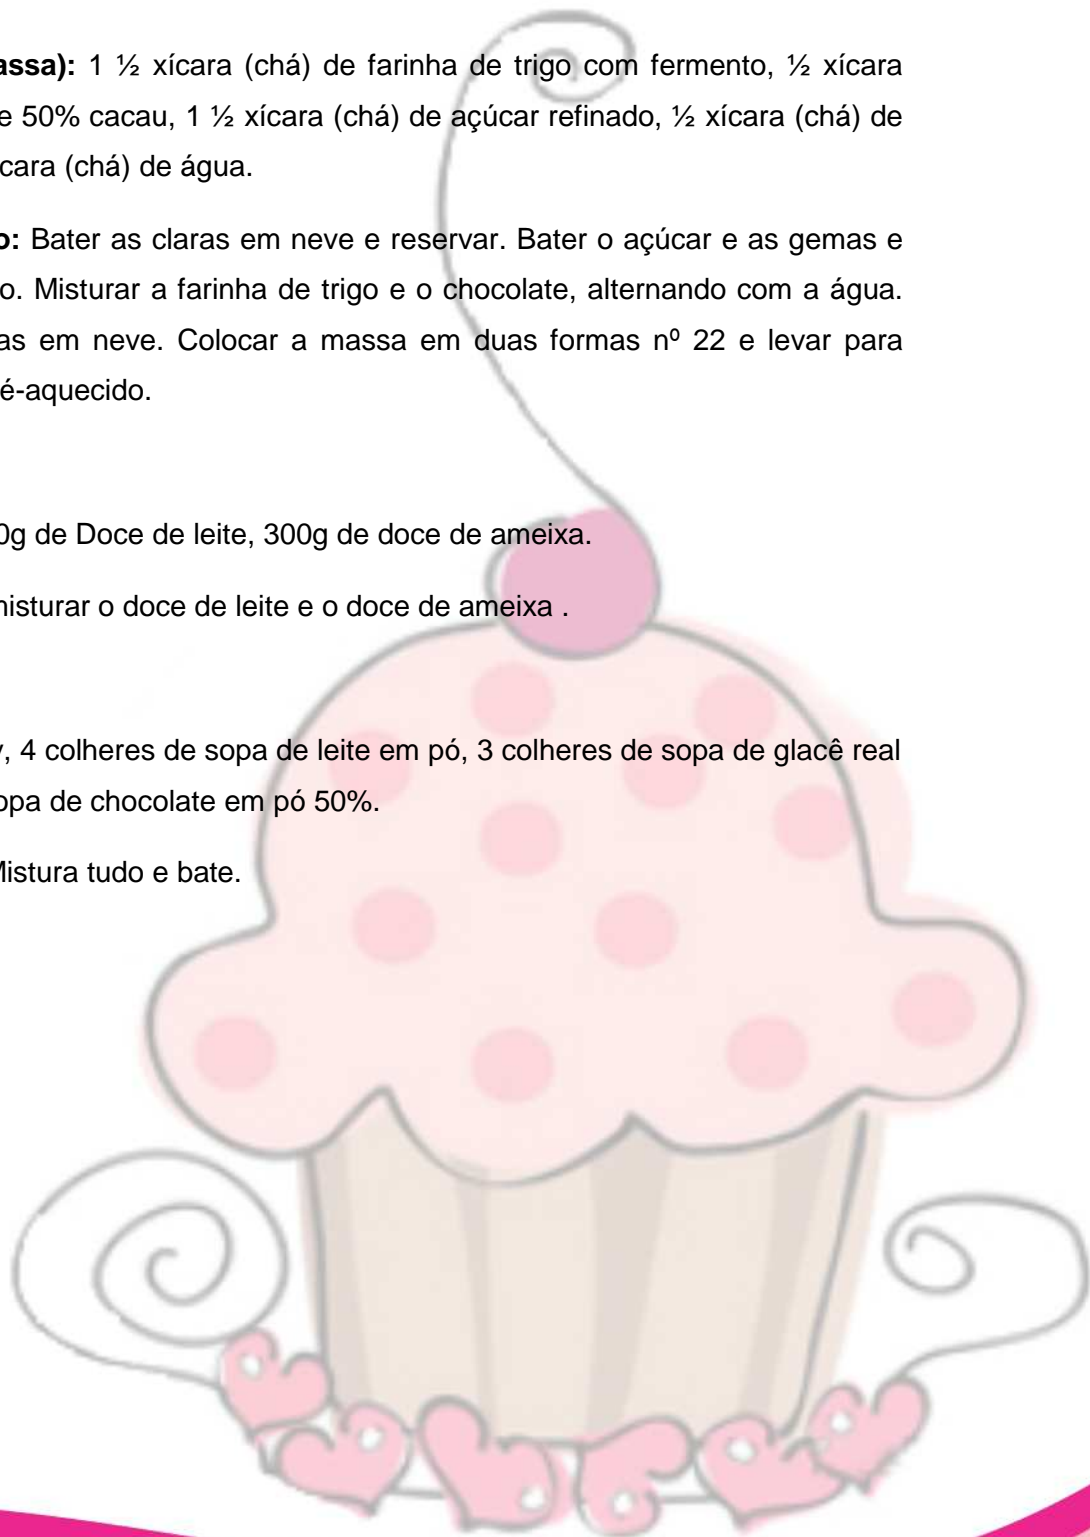 assa): 1 ½ xícara (chá) de farinha de trigo com fermento, ½ xícara
e 50% cacau, 1 ½ xícara (chá) de açúcar refinado, ½ xícara (chá) de
cara (chá) de água.
o: Bater as claras em neve e reservar. Bater o açúcar e as gemas e
o. Misturar a farinha de trigo e o chocolate, alternando com a água.
as em neve. Colocar a massa em duas formas nº 22 e levar para
é-aquecido.
0g de Doce de leite, 300g de doce de ameixa.
misturar o doce de leite e o doce de ameixa .
, 4 colheres de sopa de leite em pó, 3 colheres de sopa de glacê real
opa de chocolate em pó 50%.
Mistura tudo e bate.